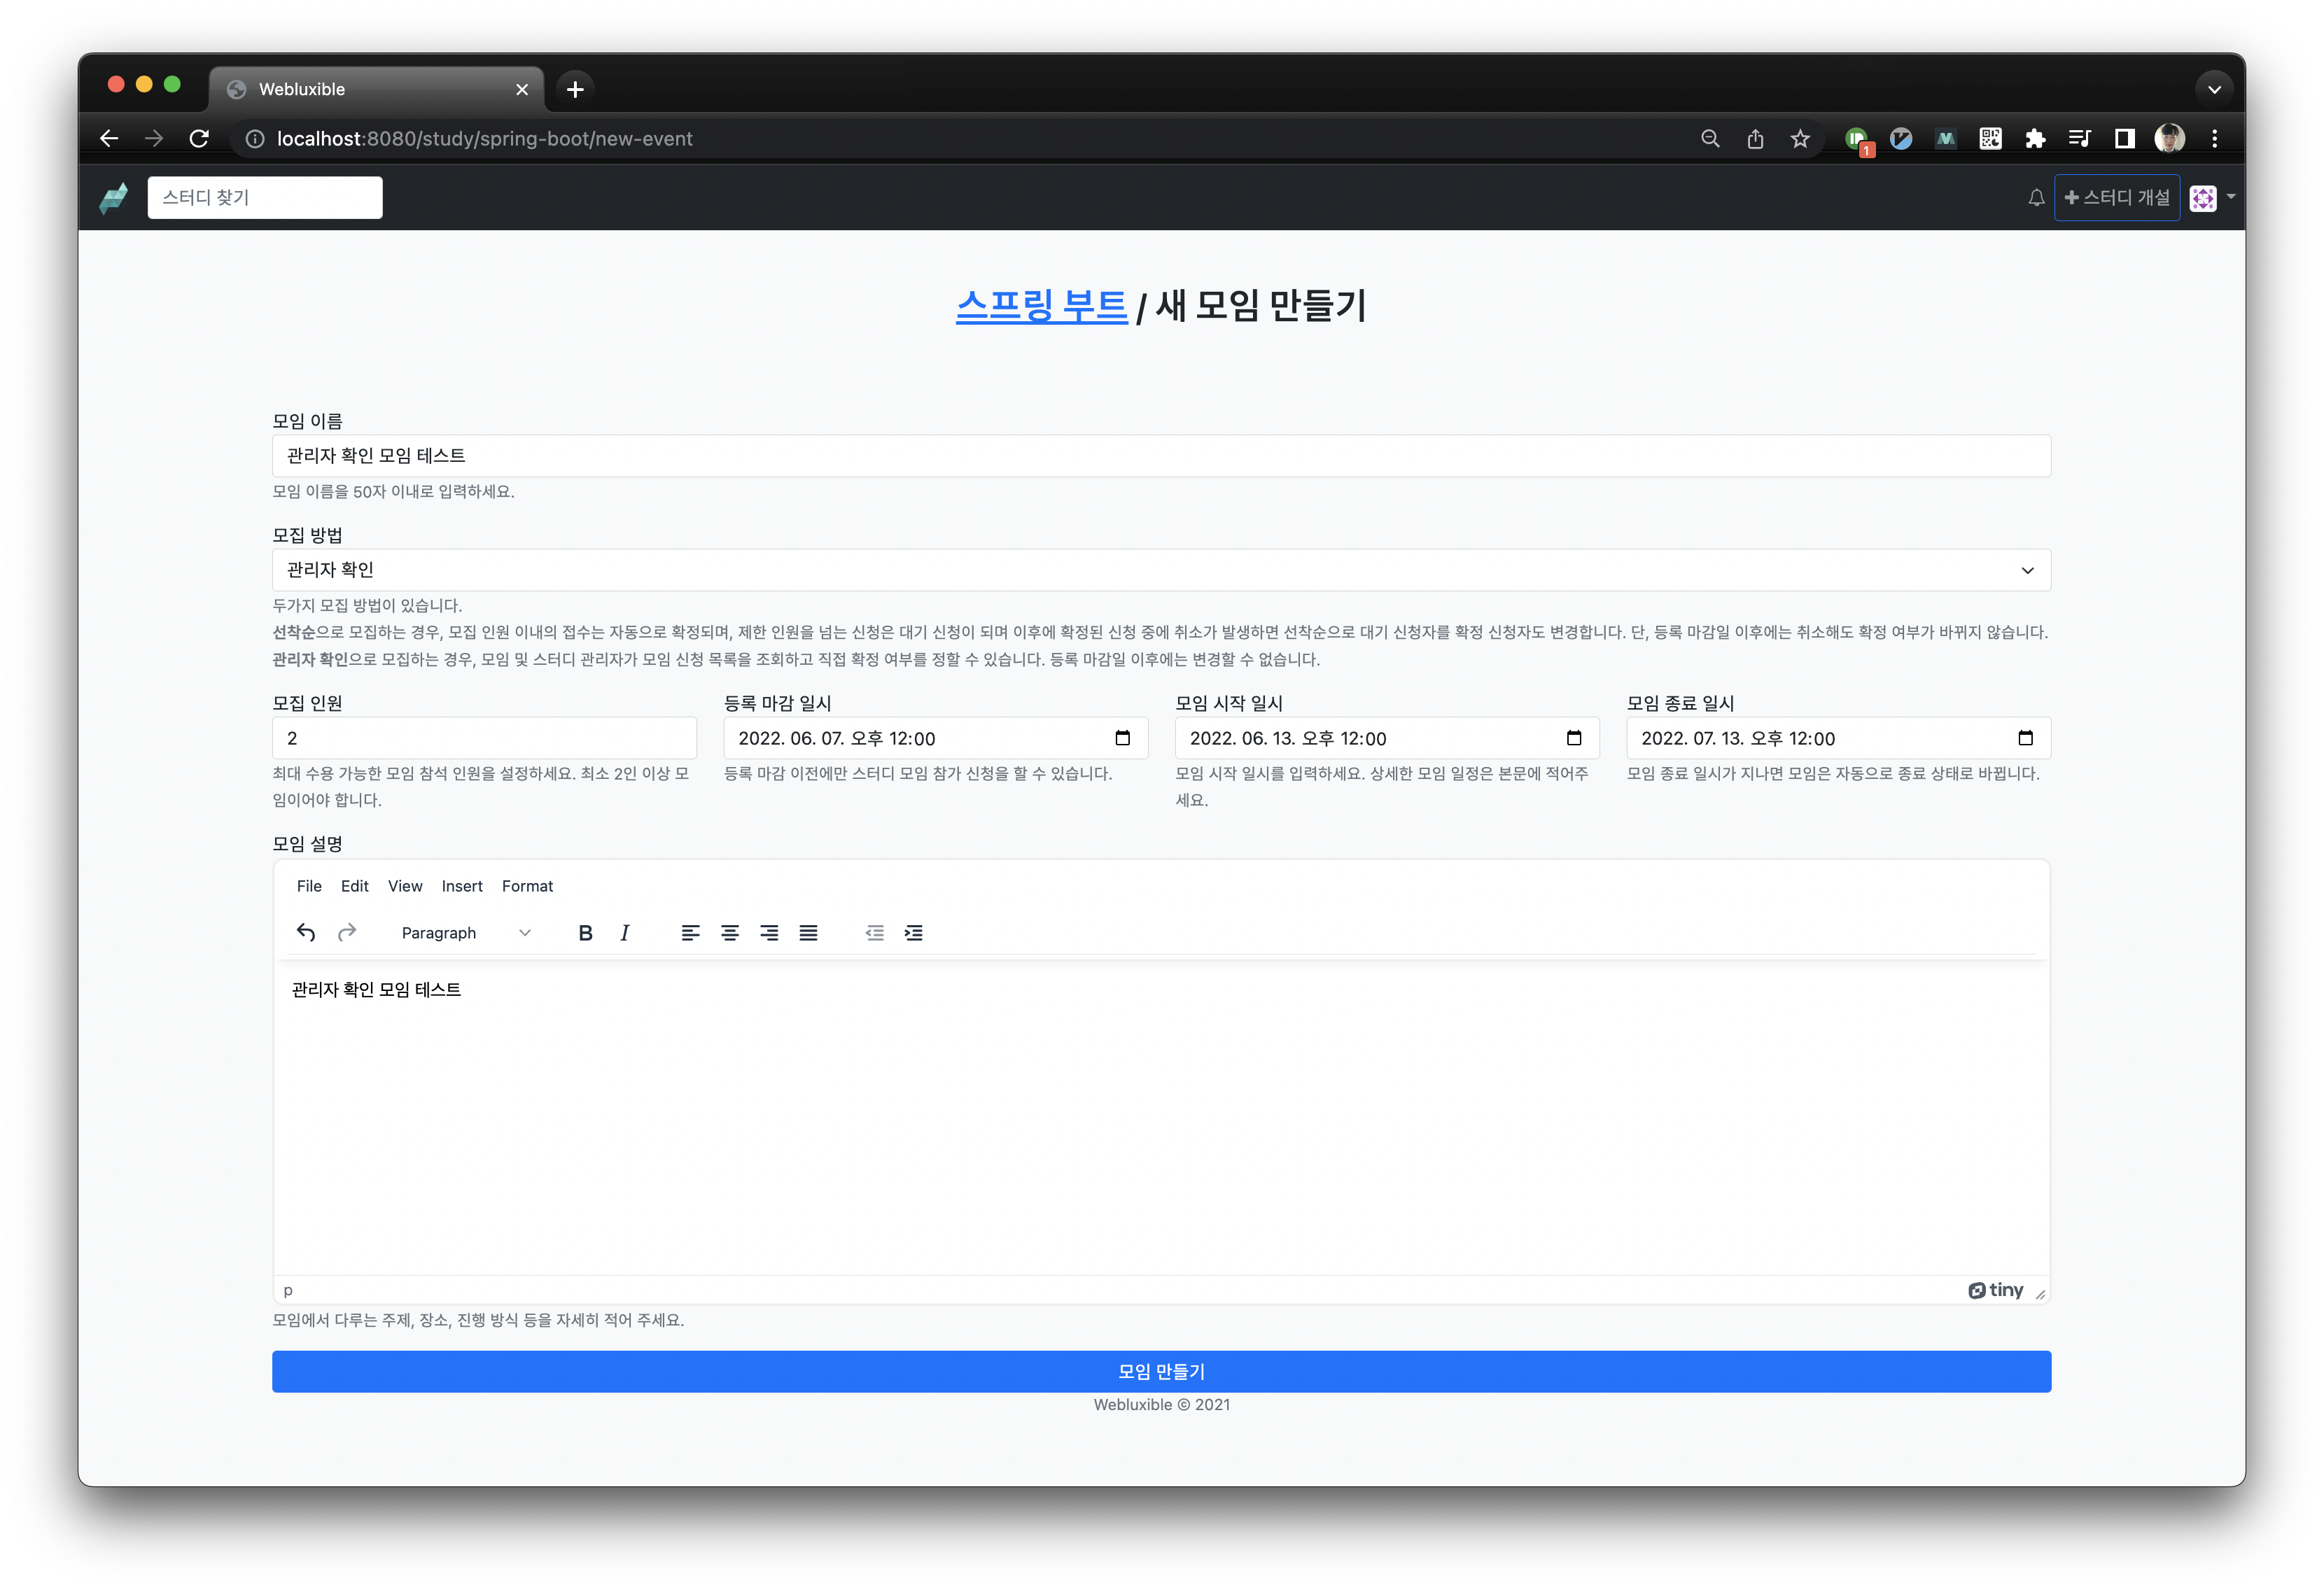 Webluxible
localhost:8080/study/spring-boot/new-event
1
스터디 찾기
스터디 개설
스프링 부트 / 새 모임 만들기
모임 이름
관리자 확인 모임 테스트
모임 이름을 50자 이내로 입력하세요.
모집 방법
관리자 확인
두가지 모집 방법이 있습니다.
선착순으로 모집하는 경우, 모집 인원 이내의 접수는 자동으로 확정되며, 제한 인원을 넘는 신청은 대기 신청이 되며 이후에 확정된 신청 중에 취소가 발생하면 선착순으로 대기 신청자를 확정 신청자도 변경합니다. 단, 등록 마감일 이후에는 취소해도 확정 여부가 바뀌지 않습니다.
관리자 확인으로 모집하는 경우, 모임 및 스터디 관리자가 모임 신청 목록을 조회하고 직접 확정 여부를 정할 수 있습니다. 등록 마감일 이후에는 변경할 수 없습니다.
모집 인원
2
최대 수용 가능한 모임 참석 인원을 설정하세요. 최소 2인 이상 모
임이어야 합니다.
등록 마감 일시
2022. 06. 07. 오후 12:00
등록 마감 이전에만 스터디 모임 참가 신청을 할 수 있습니다.
모임 시작 일시
2022. 06. 13. 오후 12:00
모임 시작 일시를 입력하세요. 상세한 모임 일정은 본문에 적어주
세요.
모임 종료 일시
2022. 07. 13. 오후 12:00
모임 종료 일시가 지나면 모임은 자동으로 종료 상태로 바뀝니다.
모임 설명
File Edit View Insert Format
Paragraph B I
관리자 확인 모임 테스트
p
tiny
모임에서 다루는 주제, 장소, 진행 방식 등을 자세히 적어 주세요.
모임 만들기
Webluxible © 2021